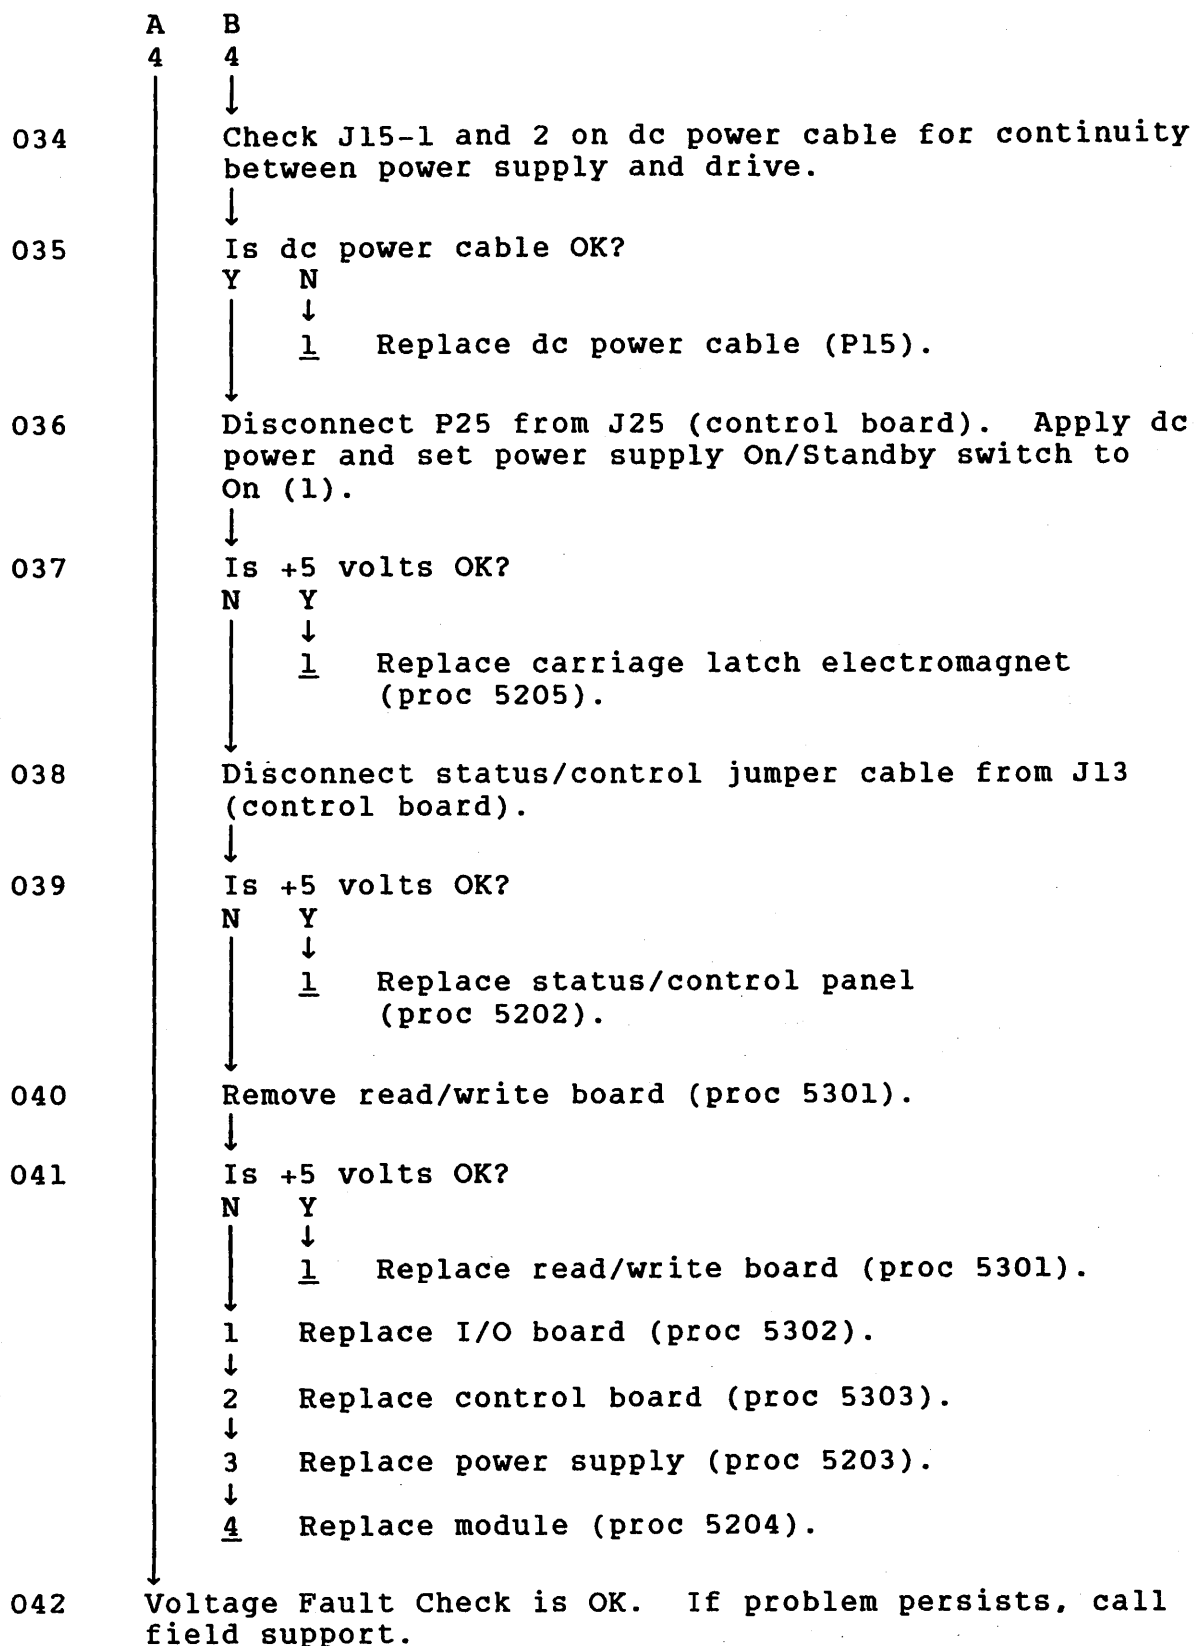 A B
4 4
034 Check J15-1 and 2 on dc power cable for continuity
between power supply and drive.
035 Is dc power cable OK?
Y N
1 Replace dc power cable (P15).
036 Disconnect P25 from J25 (control board). Apply dc
power and set power supply On/Standby switch to
On (1).
037 Is +5 volts OK?
N Y
1 Replace carriage latch electromagnet
(proc 5205).
038 Disconnect status/control jumper cable from J13
(control board).
039 Is +5 volts OK?
N Y
1 Replace status/control panel
(proc 5202).
040 Remove read/write board (proc 5301).
041 Is +5 volts OK?
N Y
1 Replace read/write board (proc 5301).
1 Replace I/O board (proc 5302).
2 Replace control board (proc 5303).
3 Replace power supply (proc 5203).
4 Replace module (proc 5204).
042 Voltage Fault Check is OK. If problem persists, call
field support.